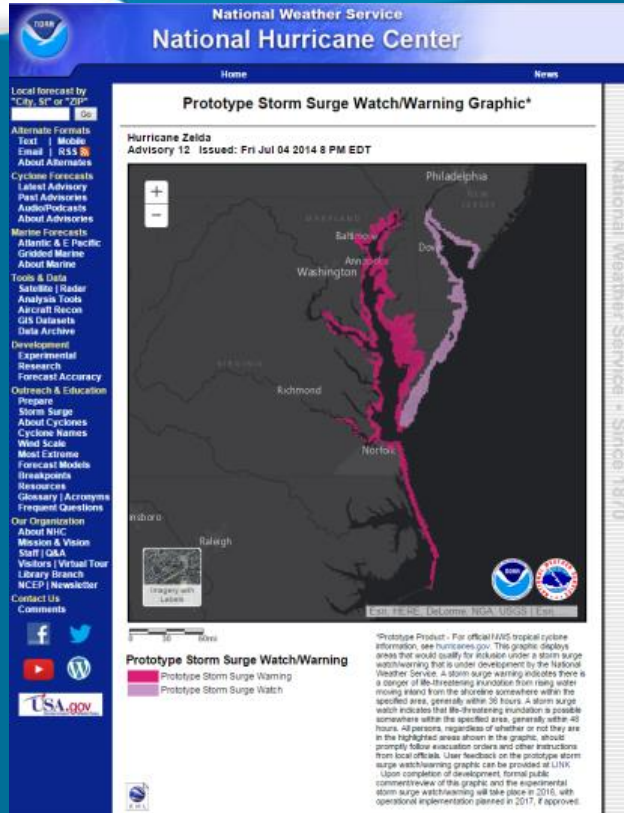 National Weather Service
National Hurricane Center
Home News
Local forecast by
"City, St" or "ZIP"
Go
Alternate Formats
Text | Mobile
Email | RSS
About Alternates
Cyclone Forecasts
Latest Advisory
Past Advisories
Audio/Podcasts
About Advisories
Marine Forecasts
Atlantic & E Pacific
Gridded Marine
About Marine
Tools & Data
Satellite | Radar
Analysis Tools
Aircraft Recon
GIS Datasets
Data Archive
Development
Experimental
Research
Forecast Accuracy
Outreach & Education
Prepare
Storm Surge
About Cyclones
Cyclone Names
Wind Scale
Most Extreme
Forecast Models
Breakpoints
Resources
Glossary | Acronyms
Frequent Questions
Our Organization
About NHC
Mission & Vision
Staff | Q&A
Visitors | Virtual Tour
Library Branch
NCEP | Newsletter
Contact Us
Comments
USA.gov
Prototype Storm Surge Watch/Warning Graphic*
Hurricane Zelda
Advisory 12 Issued: Fri Jul 04 2014 8 PM EDT
+
−
Philadelphia
NEW
JERSEY
MARYLAND
Baltimore
Dover
Annapolis
Washington
VIRGINIA
Richmond
Norfolk
nsboro
Raleigh
Imagery with
Labels
Esri, HERE, DeLorme, NGA, USGS | Esri
0 30 60mi
Prototype Storm Surge Watch/Warning
Prototype Storm Surge Warning
Prototype Storm Surge Watch
*Prototype Product - For official NWS tropical cyclone
information, see hurricanes.gov. This graphic displays
areas that would qualify for inclusion under a storm surge
watch/warning that is under development by the National
Weather Service. A storm surge warning indicates there is
a danger of life-threatening inundation from rising water
moving inland from the shoreline somewhere within the
specified area, generally within 36 hours. A storm surge
watch indicates that life-threatening inundation is possible
somewhere within the specified area, generally within 48
hours. All persons, regardless of whether or not they are
in the highlighted areas shown in the graphic, should
promptly follow evacuation orders and other instructions
from local officials. User feedback on the prototype storm
surge watch/warning graphic can be provided at LINK
. Upon completion of development, formal public
comment/review of this graphic and the experimental
storm surge watch/warning will take place in 2016, with
operational implementation planned in 2017, if approved.
National Weather Service • Since 1870